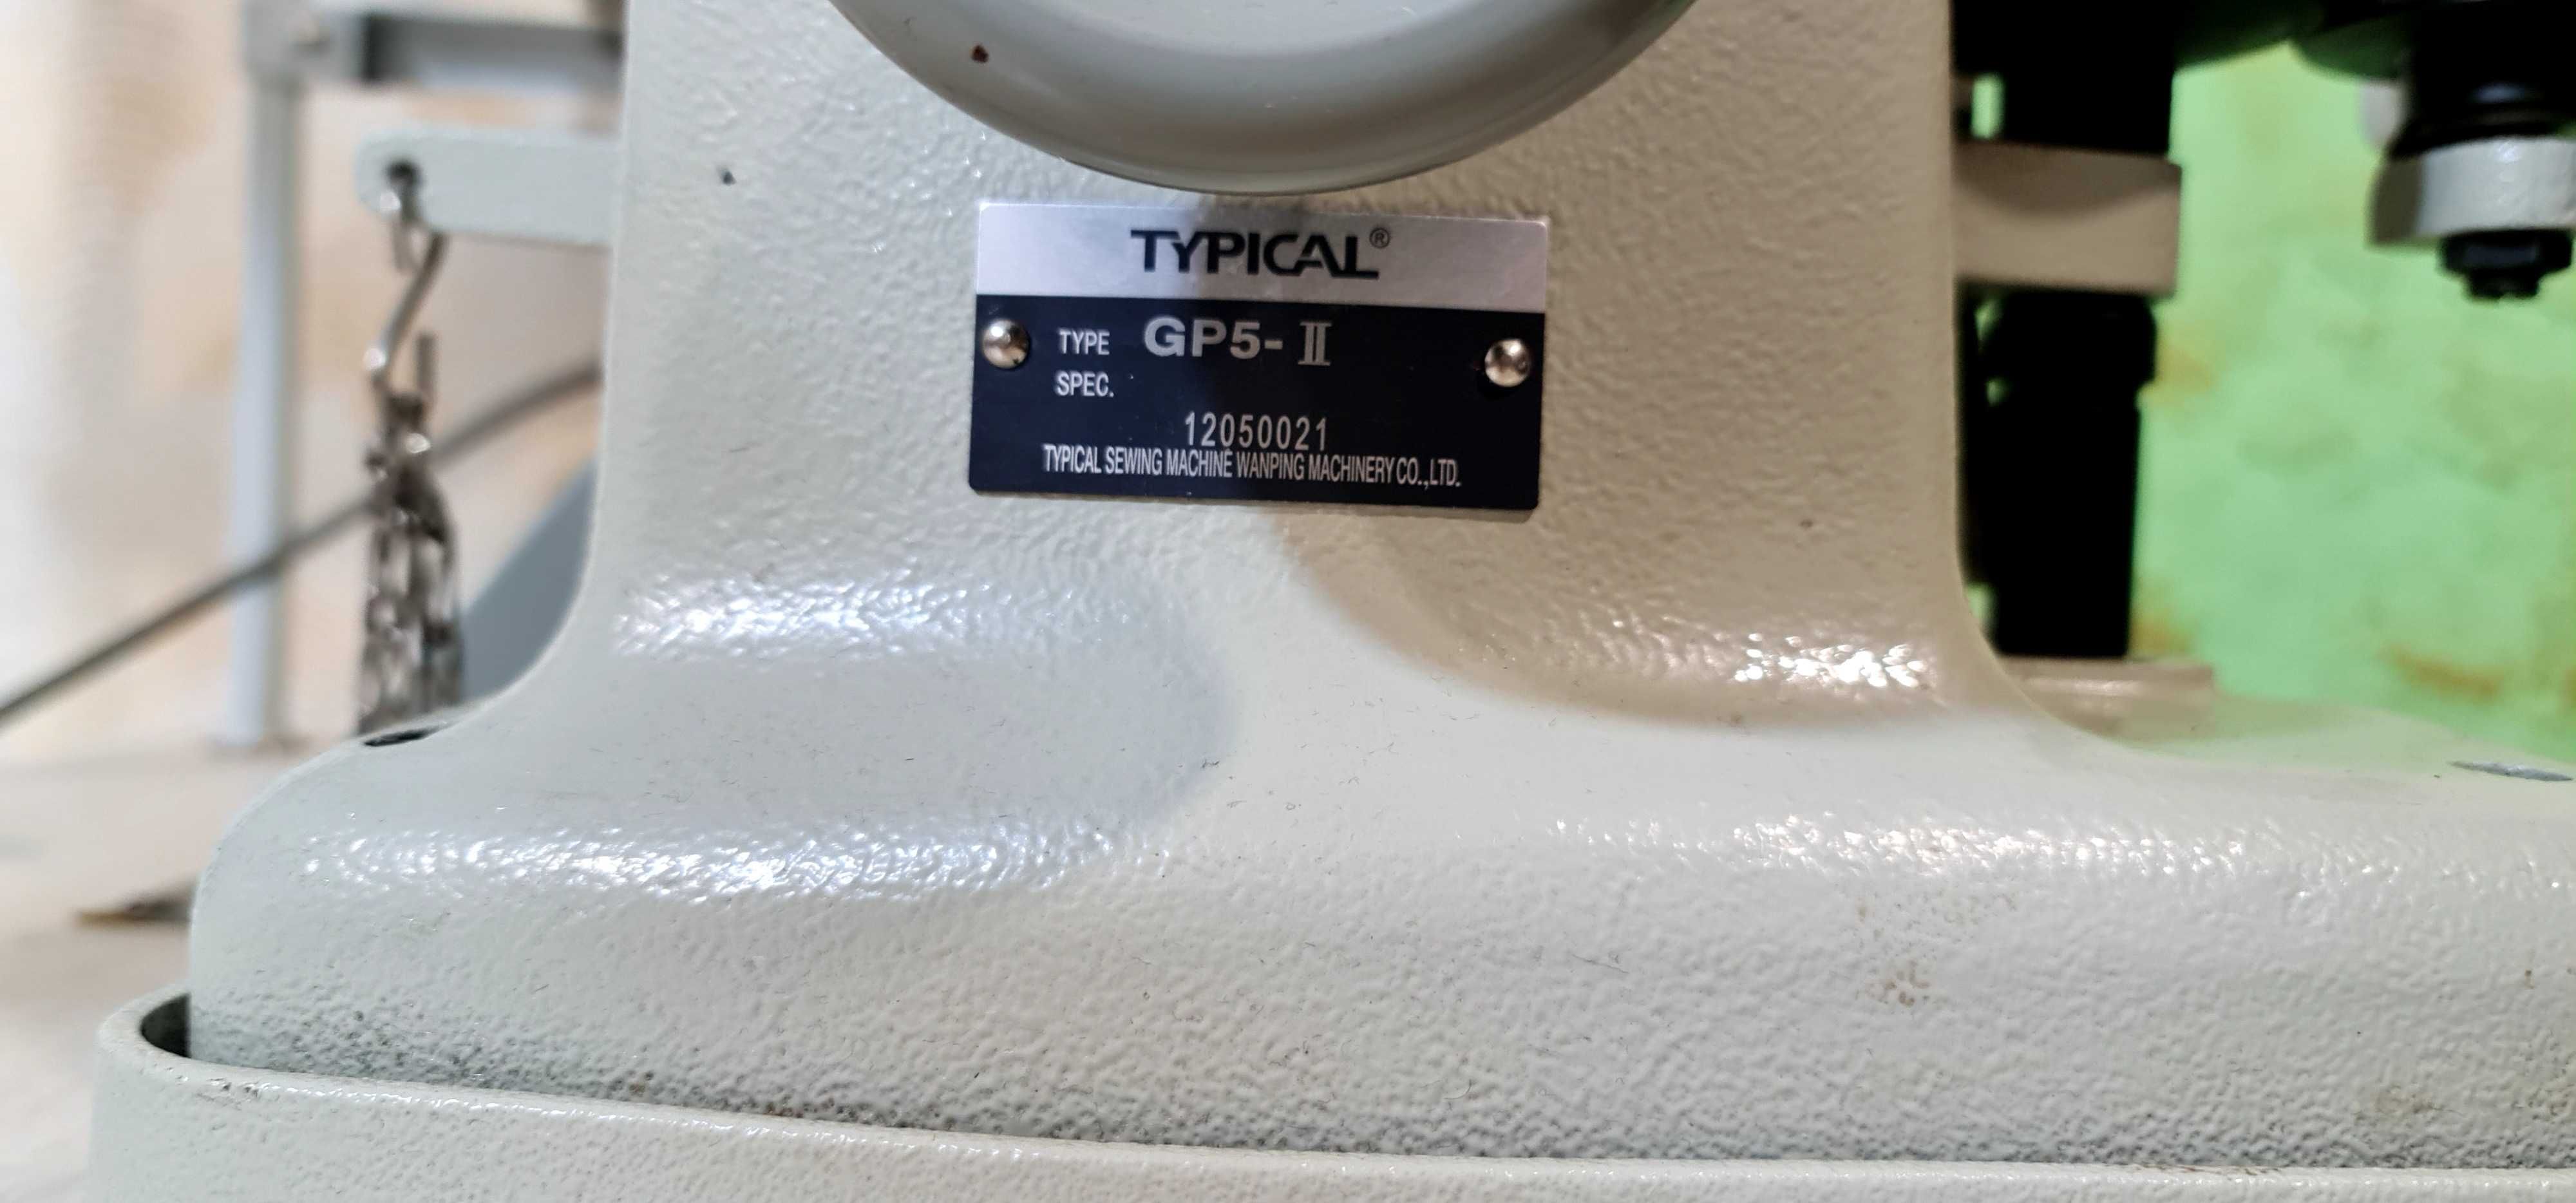 TYPICAL®
TYPE GP5-Ⅱ
SPEC.
12050021
TYPICAL SEWING MACHINE WANPING MACHINERY CO.,LTD.